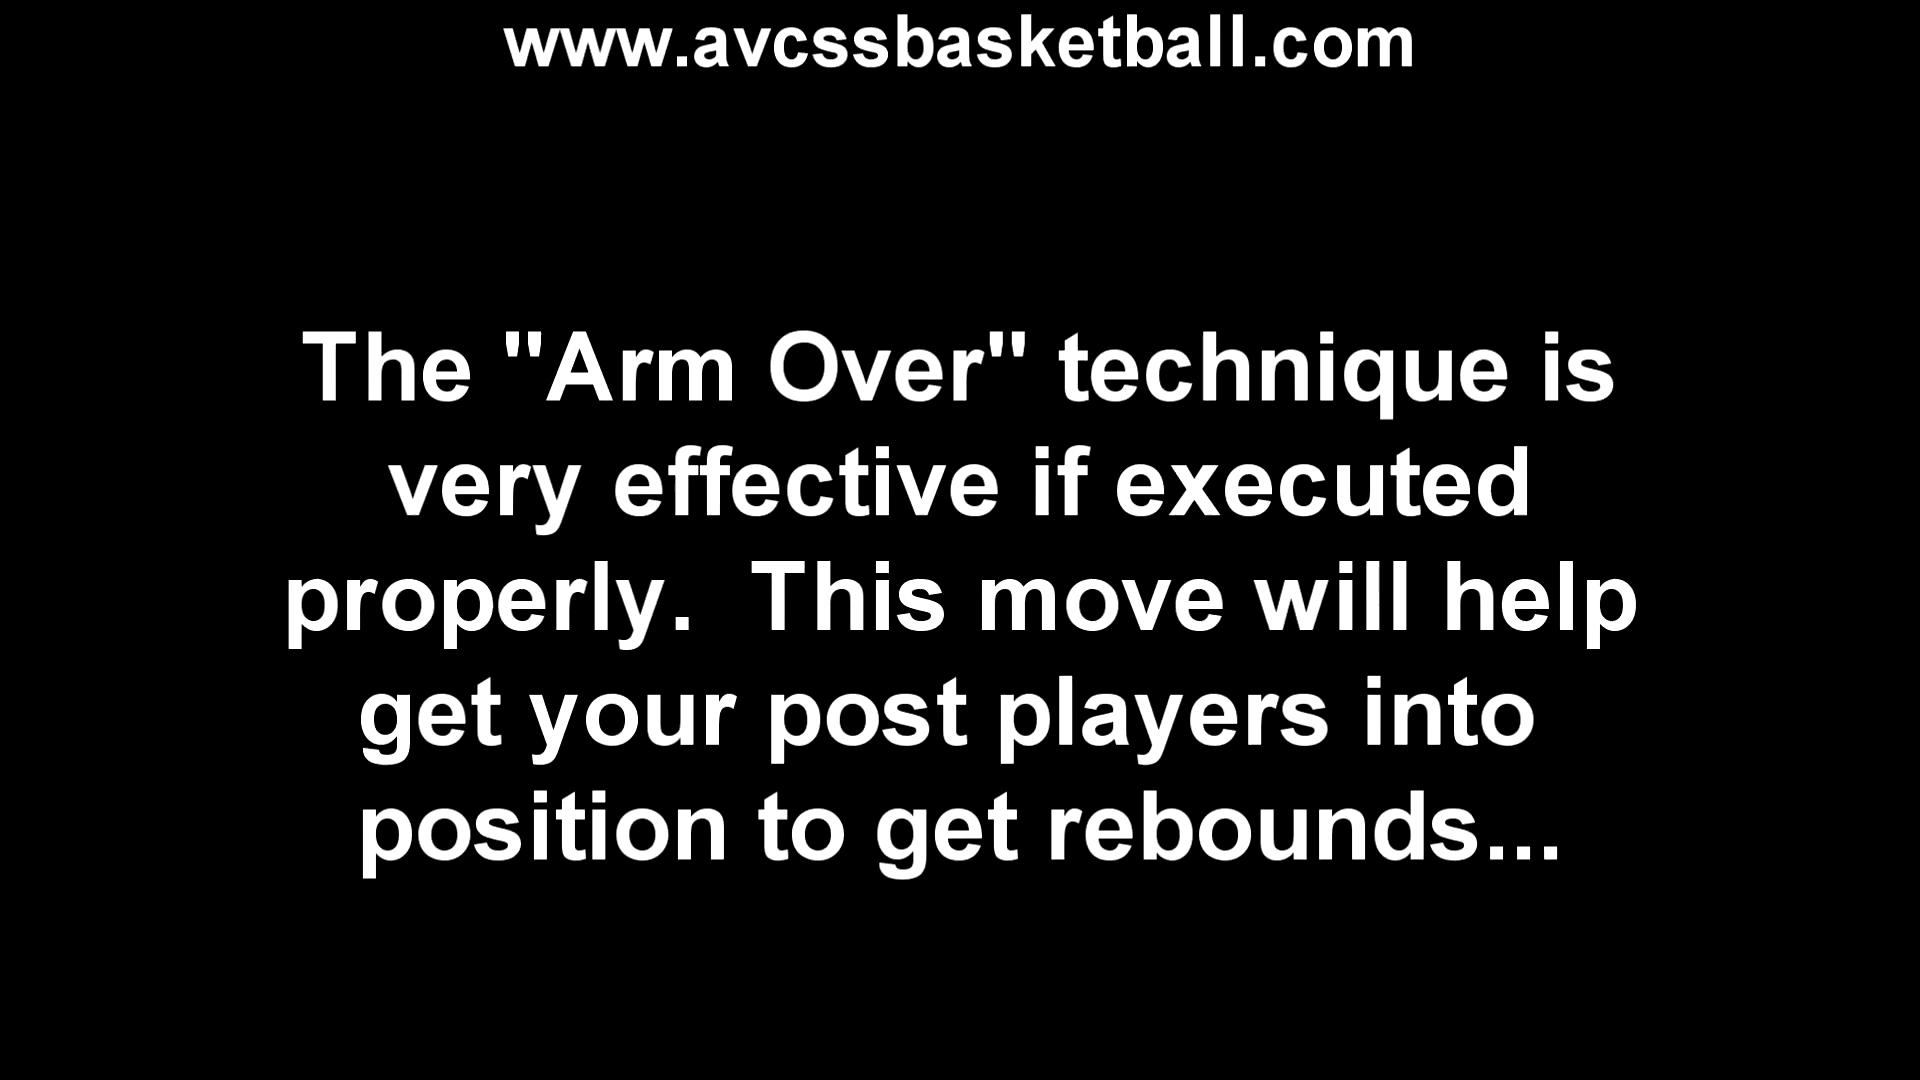 www.avcssbasketball.com
The "Arm Over" technique is
very effective if executed
properly.  This move will help
get your post players into
position to get rebounds...